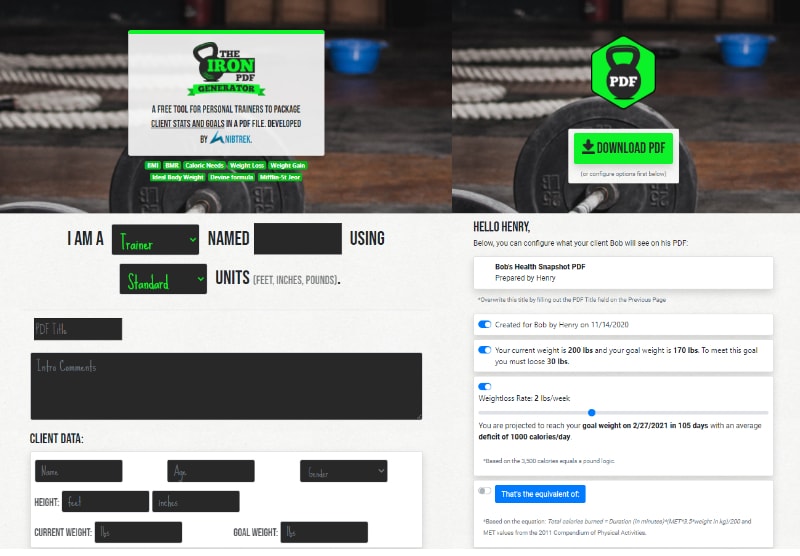 THE
IRON
PDF
GENERATOR
A FREE TOOL FOR PERSONAL TRAINERS TO PACKAGE
CLIENT STATS AND GOALS IN A PDF FILE. DEVELOPED
BY NIBTREK.
BMI BMR Caloric Needs Weight Loss Weight Gain
Ideal Body Weight Devine formula Mifflin-St Jeor
I AM A Trainer NAMED USING
Standard UNITS (FEET, INCHES, POUNDS).
PDF Title
Intro Comments
CLIENT DATA:
Name Age Gender
HEIGHT: feet inches
CURRENT WEIGHT: lbs GOAL WEIGHT: lbs
PDF
DOWNLOAD PDF
(or configure options first below)
HELLO HENRY,
Below, you can configure what your client Bob will see on his PDF:
Bob's Health Snapshot PDF
Prepared by Henry
*Overwrite this title by filling out the PDF Title field on the Previous Page
Created for Bob by Henry on 11/14/2020
Your current weight is 200 lbs and your goal weight is 170 lbs. To meet this goal
you must loose 30 lbs.
Weightloss Rate: 2 lbs/week
You are projected to reach your goal weight on 2/27/2021 in 105 days with an average
deficit of 1000 calories/day
*Based on the 3,500 calories equals a pound logic.
That's the equivalent of:
*Based on the equation: Total calories burned = Duration (in minutes)*(MET*3.5*weight in kg)/200 and
MET values from the 2011 Compendium of Physical Activities.